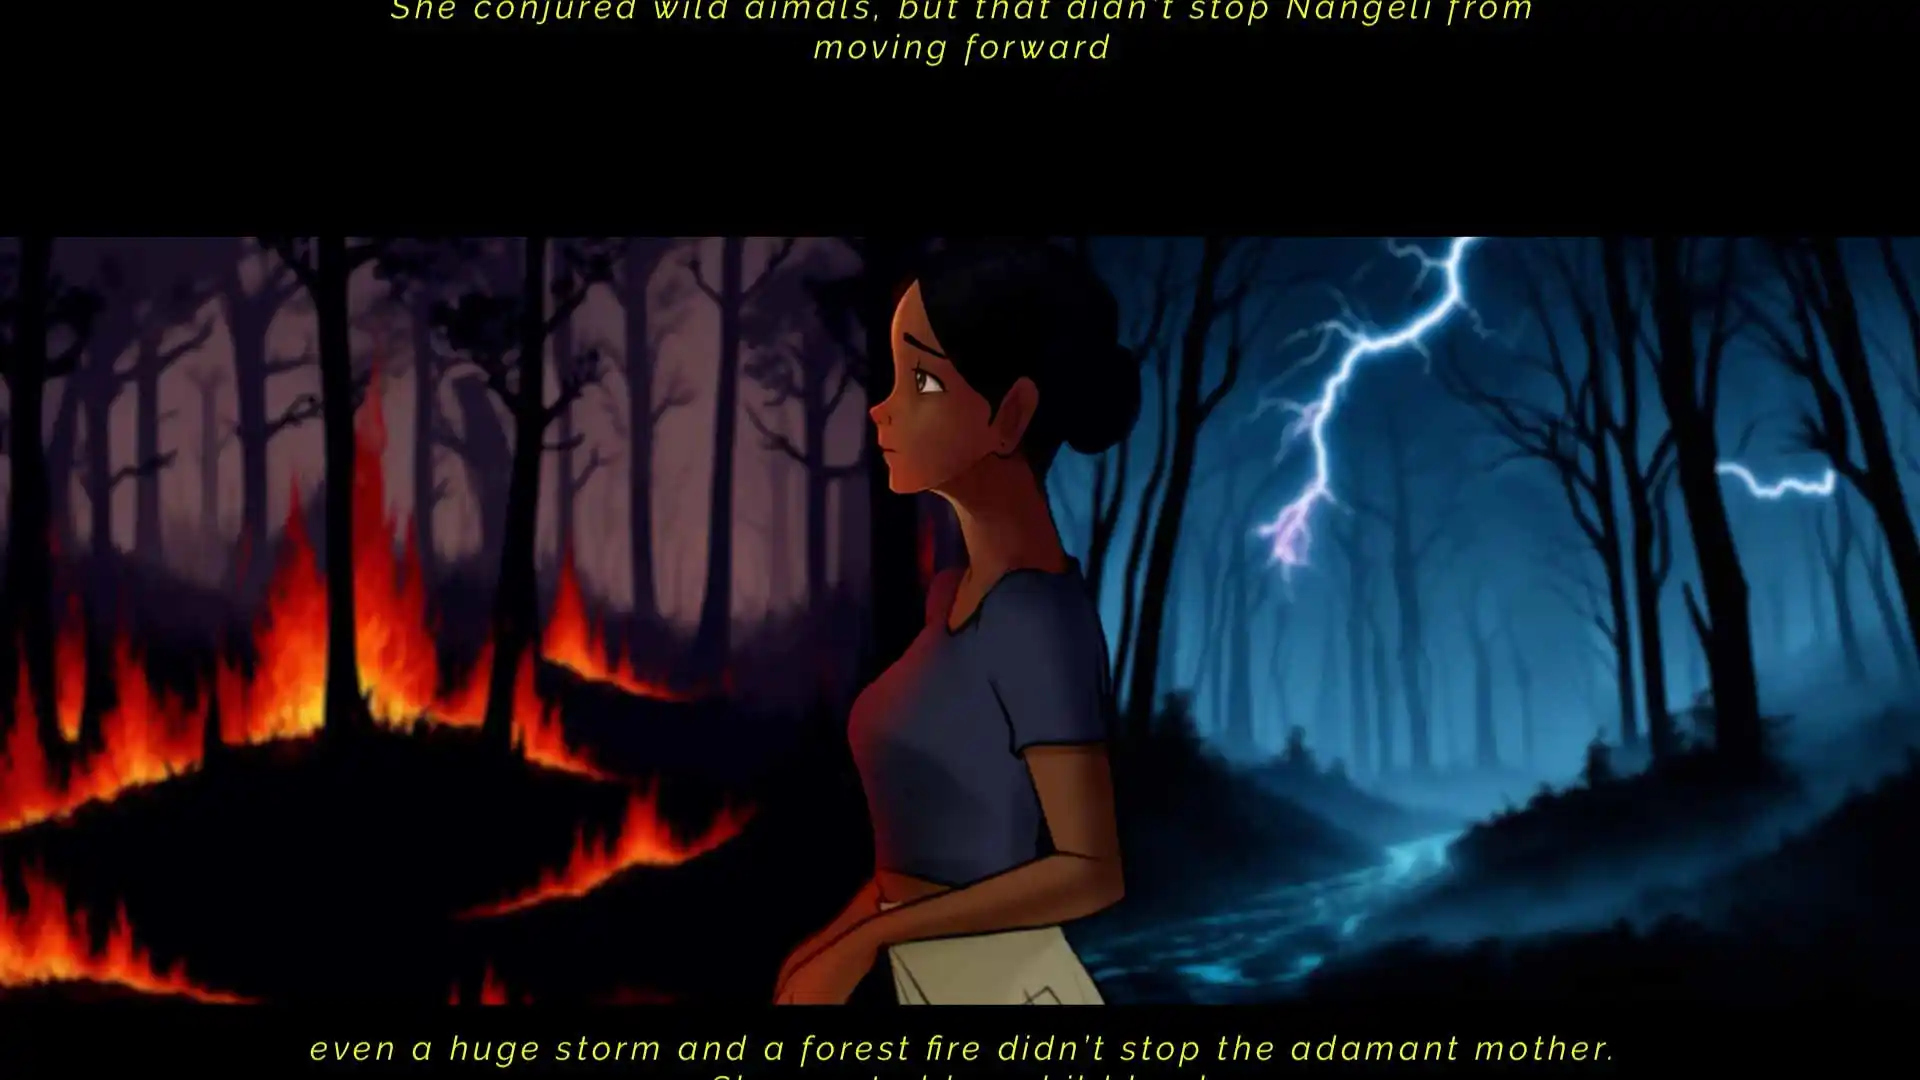 She conjured wild aimals, but that didn't stop Nangeli from
moving forward
even a huge storm and a forest fire didn't stop the adamant mother.